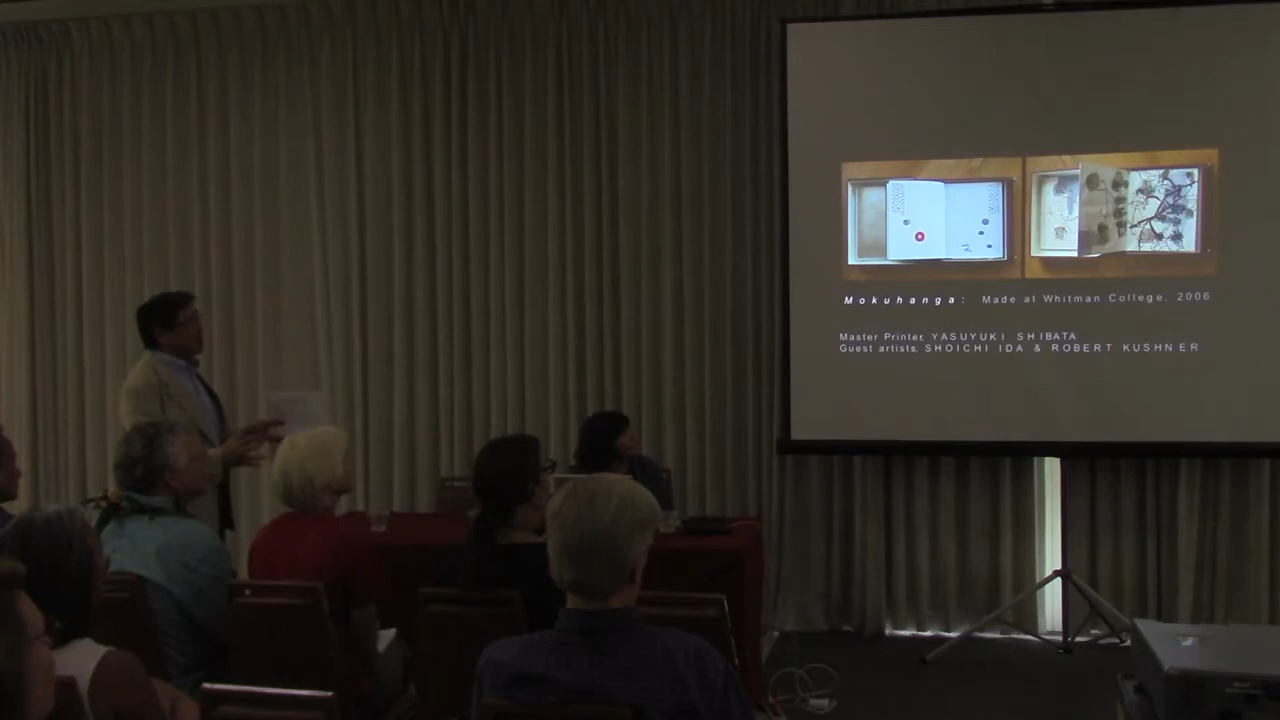 Mokuhanga: Made at Whitman College, 2006
Master Printer, YASUYUKI SHIBATA
Guest artists, SHOICHI IDA & ROBERT KUSHNER